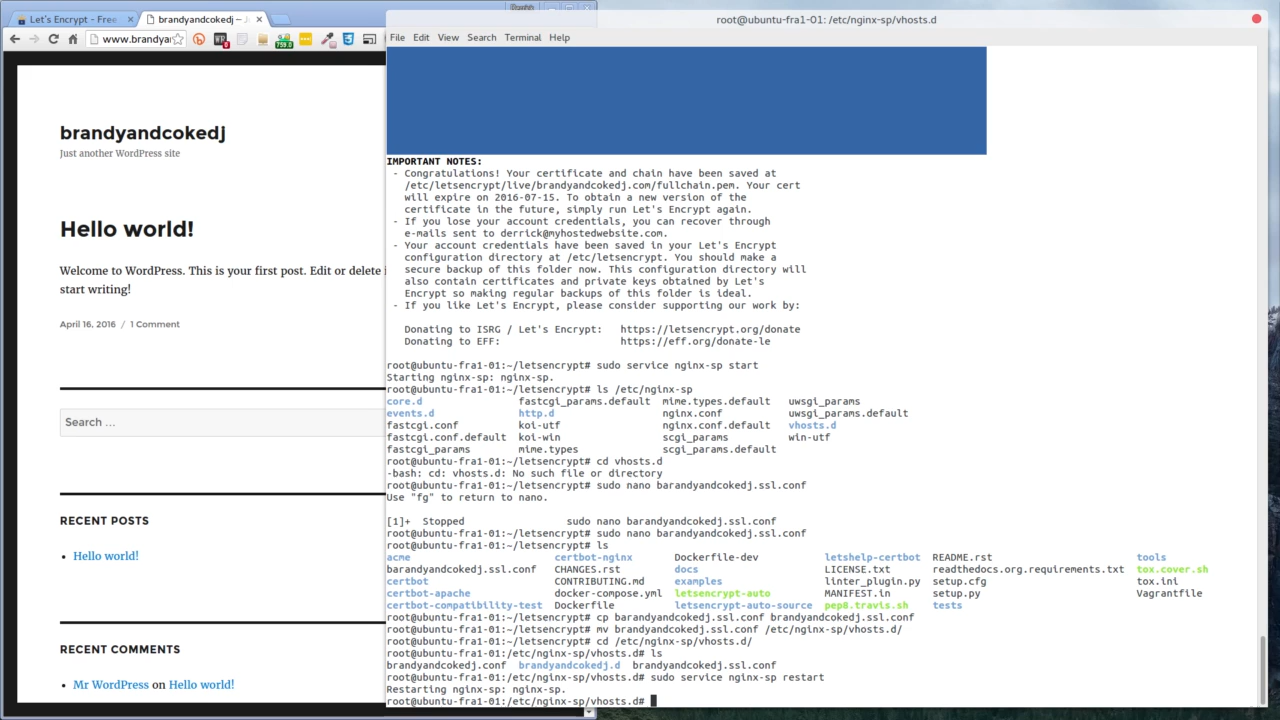 Let's Encrypt - Free
brandyandcokedj – J
root@ubuntu-fra1-01: /etc/nginx-sp/vhosts.d
www.brandya
File Edit View Search Terminal Help
brandyandcokedj
Just another WordPress site
Hello world!
Welcome to WordPress. This is your first post. Edit or delete i
start writing!
April 16, 2016 / 1 Comment
Search ...
RECENT POSTS
Hello world!
RECENT COMMENTS
Mr WordPress on Hello world!
IMPORTANT NOTES:
- Congratulations! Your certificate and chain have been saved at
/etc/letsencrypt/live/brandyandcokedj.com/fullchain.pem. Your cert
will expire on 2016-07-15. To obtain a new version of the
certificate in the future, simply run Let's Encrypt again.
- If you lose your account credentials, you can recover through
e-mails sent to derrick@myhostedwebsite.com.
- Your account credentials have been saved in your Let's Encrypt
configuration directory at /etc/letsencrypt. You should make a
secure backup of this folder now. This configuration directory will
also contain certificates and private keys obtained by Let's
Encrypt so making regular backups of this folder is ideal.
- If you like Let's Encrypt, please consider supporting our work by:
Donating to ISRG / Let's Encrypt: https://letsencrypt.org/donate
Donating to EFF: https://eff.org/donate-le
root@ubuntu-fra1-01:~/letsencrypt# sudo service nginx-sp start
Starting nginx-sp: nginx-sp.
root@ubuntu-fra1-01:~/letsencrypt# ls /etc/nginx-sp
core.d fastcgi_params.default mime.types.default uwsgi_params
events.d http.d nginx.conf uwsgi_params.default
fastcgi.conf koi-utf nginx.conf.default vhosts.d
fastcgi.conf.default koi-win scgi_params win-utf
fastcgi_params mime.types scgi_params.default
root@ubuntu-fra1-01:~/letsencrypt# cd vhosts.d
-bash: cd: vhosts.d: No such file or directory
root@ubuntu-fra1-01:~/letsencrypt# sudo nano barandyandcokedj.ssl.conf
Use "fg" to return to nano.
[1]+ Stopped sudo nano barandyandcokedj.ssl.conf
root@ubuntu-fra1-01:~/letsencrypt# sudo nano barandyandcokedj.ssl.conf
root@ubuntu-fra1-01:~/letsencrypt# ls
acme certbot-nginx Dockerfile-dev letshelp-certbot README.rst tools
barandyandcokedj.ssl.conf CHANGES.rst docs LICENSE.txt readthedocs.org.requirements.txt tox.cover.sh
certbot CONTRIBUTING.md examples linter_plugin.py setup.cfg tox.ini
certbot-apache docker-compose.yml letsencrypt-auto MANIFEST.in setup.py Vagrantfile
certbot-compatibility-test Dockerfile letsencrypt-auto-source pep8.travis.sh tests
root@ubuntu-fra1-01:~/letsencrypt# cp barandyandcokedj.ssl.conf brandyandcokedj.ssl.conf
root@ubuntu-fra1-01:~/letsencrypt# mv brandyandcokedj.ssl.conf /etc/nginx-sp/vhosts.d/
root@ubuntu-fra1-01:~/letsencrypt# cd /etc/nginx-sp/vhosts.d/
root@ubuntu-fra1-01:/etc/nginx-sp/vhosts.d# ls
brandyandcokedj.conf brandyandcokedj.d brandyandcokedj.ssl.conf
root@ubuntu-fra1-01:/etc/nginx-sp/vhosts.d# sudo service nginx-sp restart
Restarting nginx-sp: nginx-sp.
root@ubuntu-fra1-01:/etc/nginx-sp/vhosts.d#